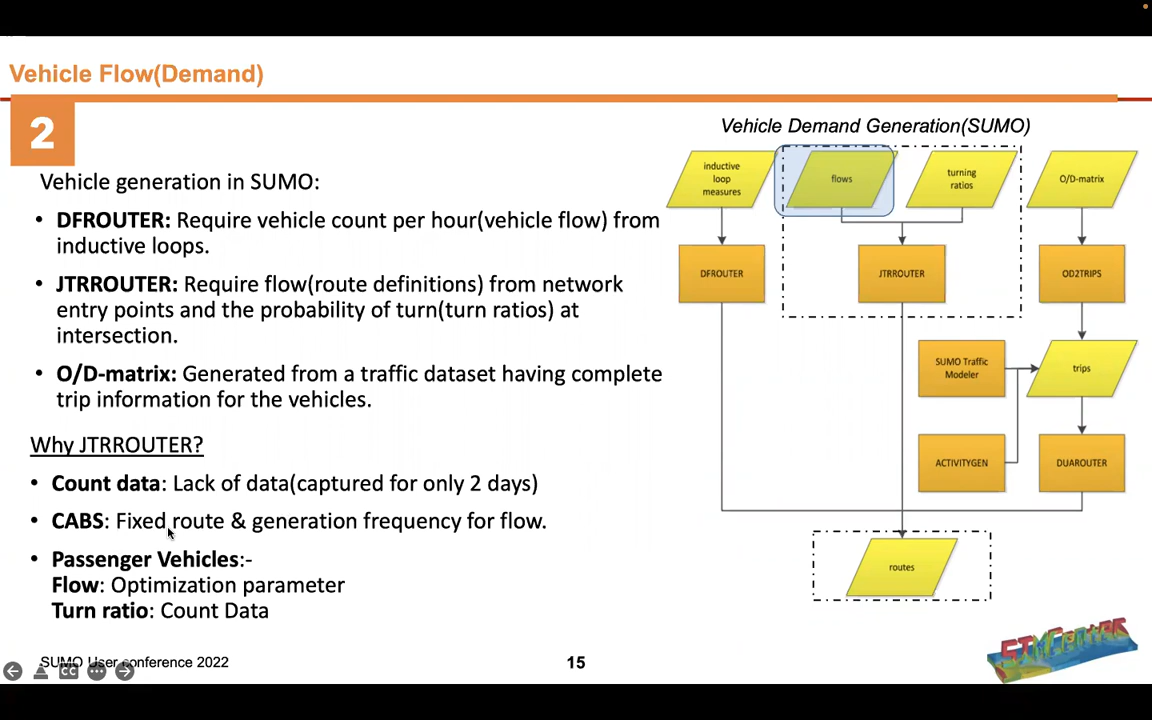 Vehicle Flow(Demand)
2
Vehicle generation in SUMO:
• DFROUTER: Require vehicle count per hour(vehicle flow) from
inductive loops.
• JTRROUTER: Require flow(route definitions) from network
entry points and the probability of turn(turn ratios) at
intersection.
• O/D-matrix: Generated from a traffic dataset having complete
trip information for the vehicles.
Why JTRROUTER?
• Count data: Lack of data(captured for only 2 days)
• CABS: Fixed route & generation frequency for flow.
• Passenger Vehicles:-
Flow: Optimization parameter
Turn ratio: Count Data
Vehicle Demand Generation(SUMO)
inductive
loop
measures
flows
turning
ratios
O/D-matrix
DFROUTER
JTRROUTER
OD2TRIPS
SUMO Traffic
Modeler
trips
ACTIVITYGEN
DUAROUTER
routes
SUMO User conference 2022
CC
15